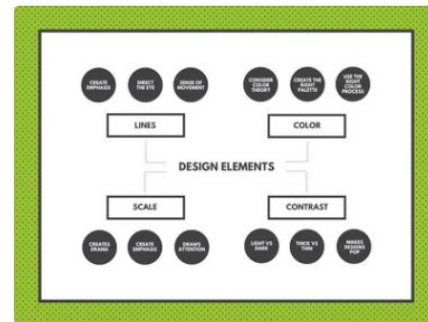 CREATE
EMPHASIS
DIRECT
THE EYE
SENSE OF
MOVEMENT
CONSIDER
COLOR
THEORY
CREATE THE
RIGHT
PALETTE
USE THE
RIGHT
COLOR
PROCESS
LINES
COLOR
DESIGN ELEMENTS
SCALE
CONTRAST
CREATES
DRAMA
CREATE
EMPHASIS
DRAWS
ATTENTION
LIGHT VS
DARK
THICK VS
THIN
MAKES
DESIGNS
POP